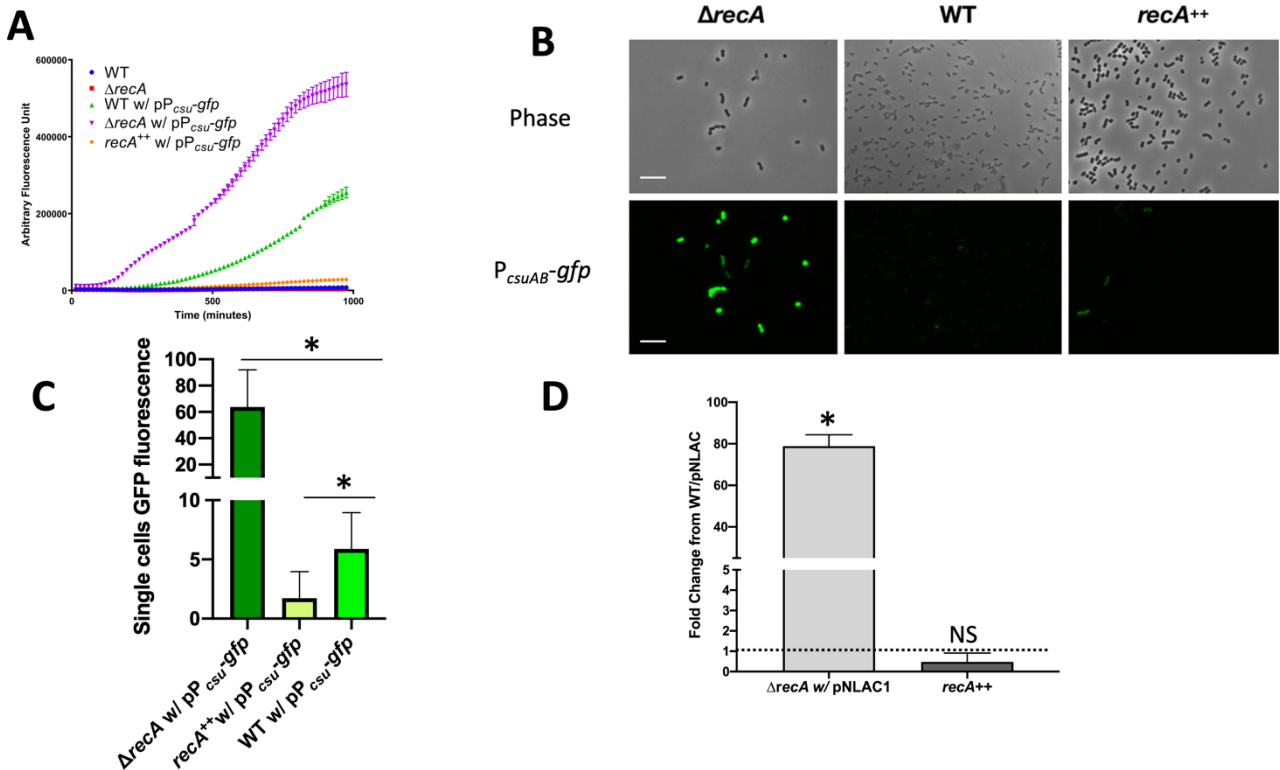 A
600000
400000
200000
0
Arbitrary Fluorescence Unit
WT
ΔrecA
WT w/ pPcsu-gfp
ΔrecA w/ pPcsu-gfp
recA++ w/ pPcsu-gfp
0
500
1000
Time (minutes)
B
ΔrecA
WT
recA++
Phase
PcsuAB-gfp
C
Single cells GFP fluorescence
100
80
60
40
20
10
5
0
*
*
ΔrecA w/ pPcsu-gfp
recA++ w/ pPcsu-gfp
WT w/ pPcsu-gfp
D
Fold Change from WT/pNLAC
100
80
60
40
5
4
3
2
1
0
*
NS
ΔrecA w/ pNLAC1
recA++